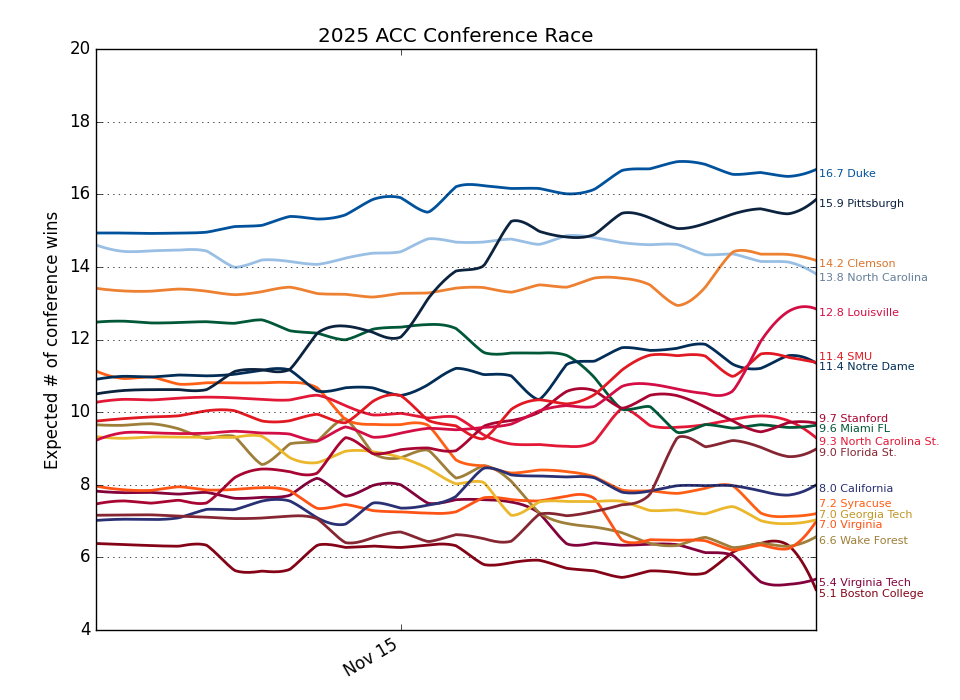 2025 ACC Conference Race
Expected # of conference wins
20
18
16
14
12
10
8
6
4
Nov 15
16.7 Duke
15.9 Pittsburgh
14.2 Clemson
13.8 North Carolina
12.8 Louisville
11.4 SMU
11.4 Notre Dame
9.7 Stanford
9.6 Miami FL
9.3 North Carolina St.
9.0 Florida St.
8.0 California
7.2 Syracuse
7.0 Georgia Tech
7.0 Virginia
6.6 Wake Forest
5.4 Virginia Tech
5.1 Boston College